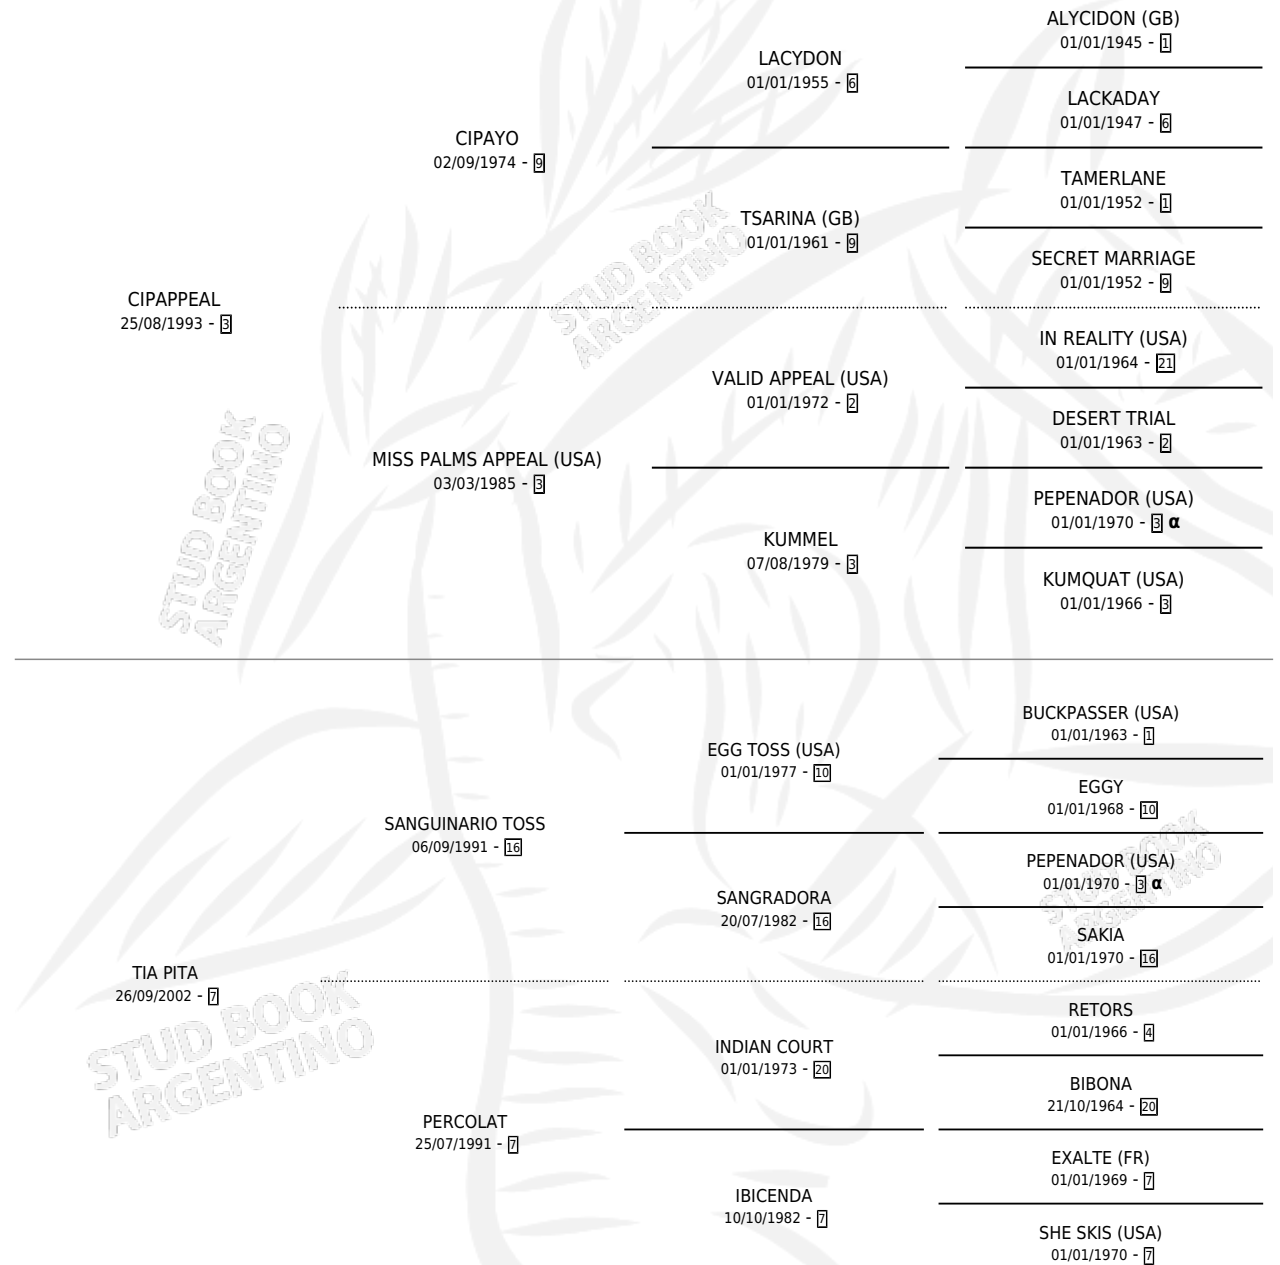 ALYCIDON (GB)
01/01/1945 - 1
LACYDON
01/01/1955 - 6
LACKADAY
01/01/1947 - 6
CIPAYO
02/09/1974 - 9
TAMERLANE
01/01/1952 - 1
TSARINA (GB)
01/01/1961 - 9
SECRET MARRIAGE
01/01/1952 - 9
CIPAPPEAL
25/08/1993 - 3
IN REALITY (USA)
01/01/1964 - 21
VALID APPEAL (USA)
01/01/1972 - 2
DESERT TRIAL
01/01/1963 - 2
MISS PALMS APPEAL (USA)
03/03/1985 - 3
PEPENADOR (USA)
01/01/1970 - 3 α
KUMMEL
07/08/1979 - 3
KUMQUAT (USA)
01/01/1966 - 3
BUCKPASSER (USA)
01/01/1963 - 1
EGG TOSS (USA)
01/01/1977 - 10
EGGY
01/01/1968 - 10
SANGUINARIO TOSS
06/09/1991 - 16
PEPENADOR (USA)
01/01/1970 - 3 α
SANGRADORA
20/07/1982 - 16
SAKIA
01/01/1970 - 16
TIA PITA
26/09/2002 - 7
RETORS
01/01/1966 - 4
INDIAN COURT
01/01/1973 - 20
BIBONA
21/10/1964 - 20
PERCOLAT
25/07/1991 - 7
EXALTE (FR)
01/01/1969 - 7
IBICENDA
10/10/1982 - 7
SHE SKIS (USA)
01/01/1970 - 7
STUD BOOK
ARGENTINO
STUD BOOK
ARGENTINO
STUD BOOK
ARGENTINO
STUD BOOK
ARGENTINO